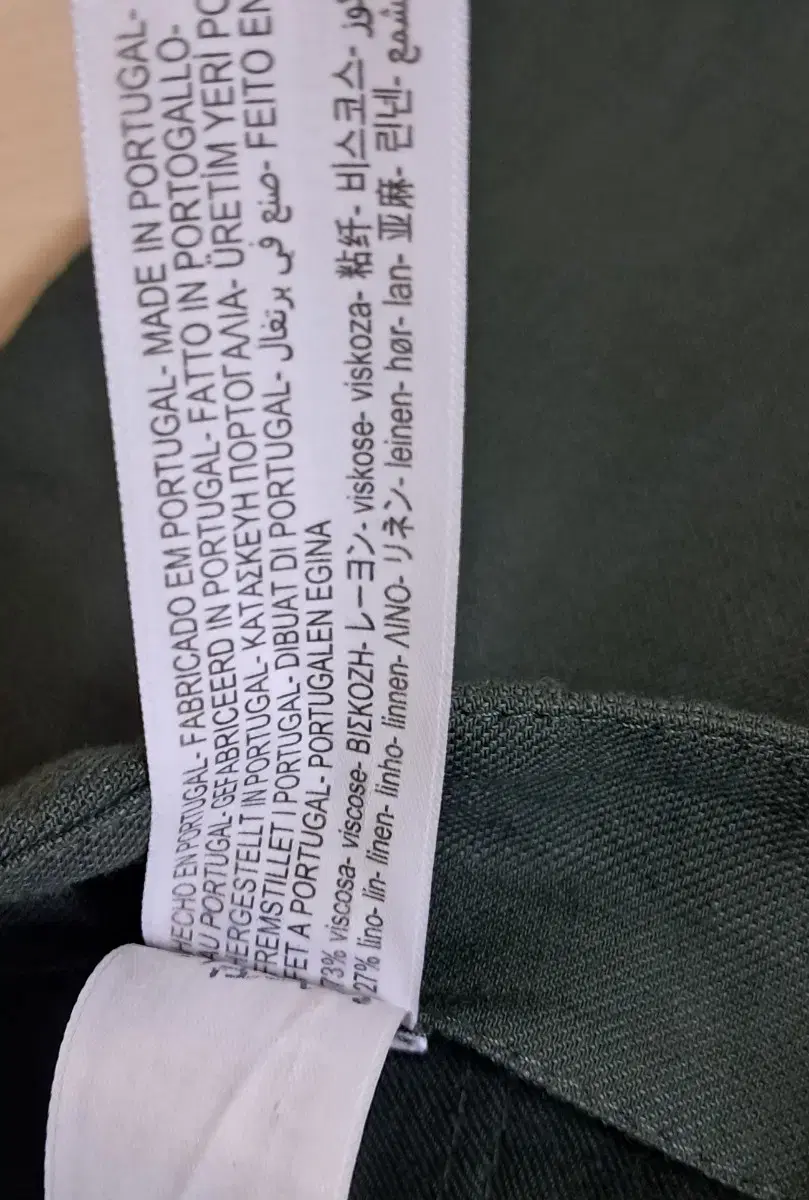 HECHO EN PORTUGAL- FABRICADO EM PORTUGAL- MADE IN PORTUGAL-
AU PORTUGAL- GEFABRICEERD IN PORTUGAL- FATTO IN PORTOGALLO-
HERGESTELLT IN PORTUGAL- ΚΑΤΑΣΚΕΥΗ ΠΟΡΤΟΓΑΛΙΑ- ÜRETİM YERİ
FREMSTILLET I PORTUGAL- DIBUAT DI PORTUGAL- صنع في برتغال- FEITO
FET A PORTUGAL- PORTUGALEN EGINA
73% viscosa- viscose- ΒΙΣΚΟΖΗ- レーヨン- viskose- viskoza- 粘纤- 비스코스-
27% lino- lin- linen- linho- linnen- ΛΙΝΟ- リネン- leinen- hør- lan- 亚麻- 린넨-